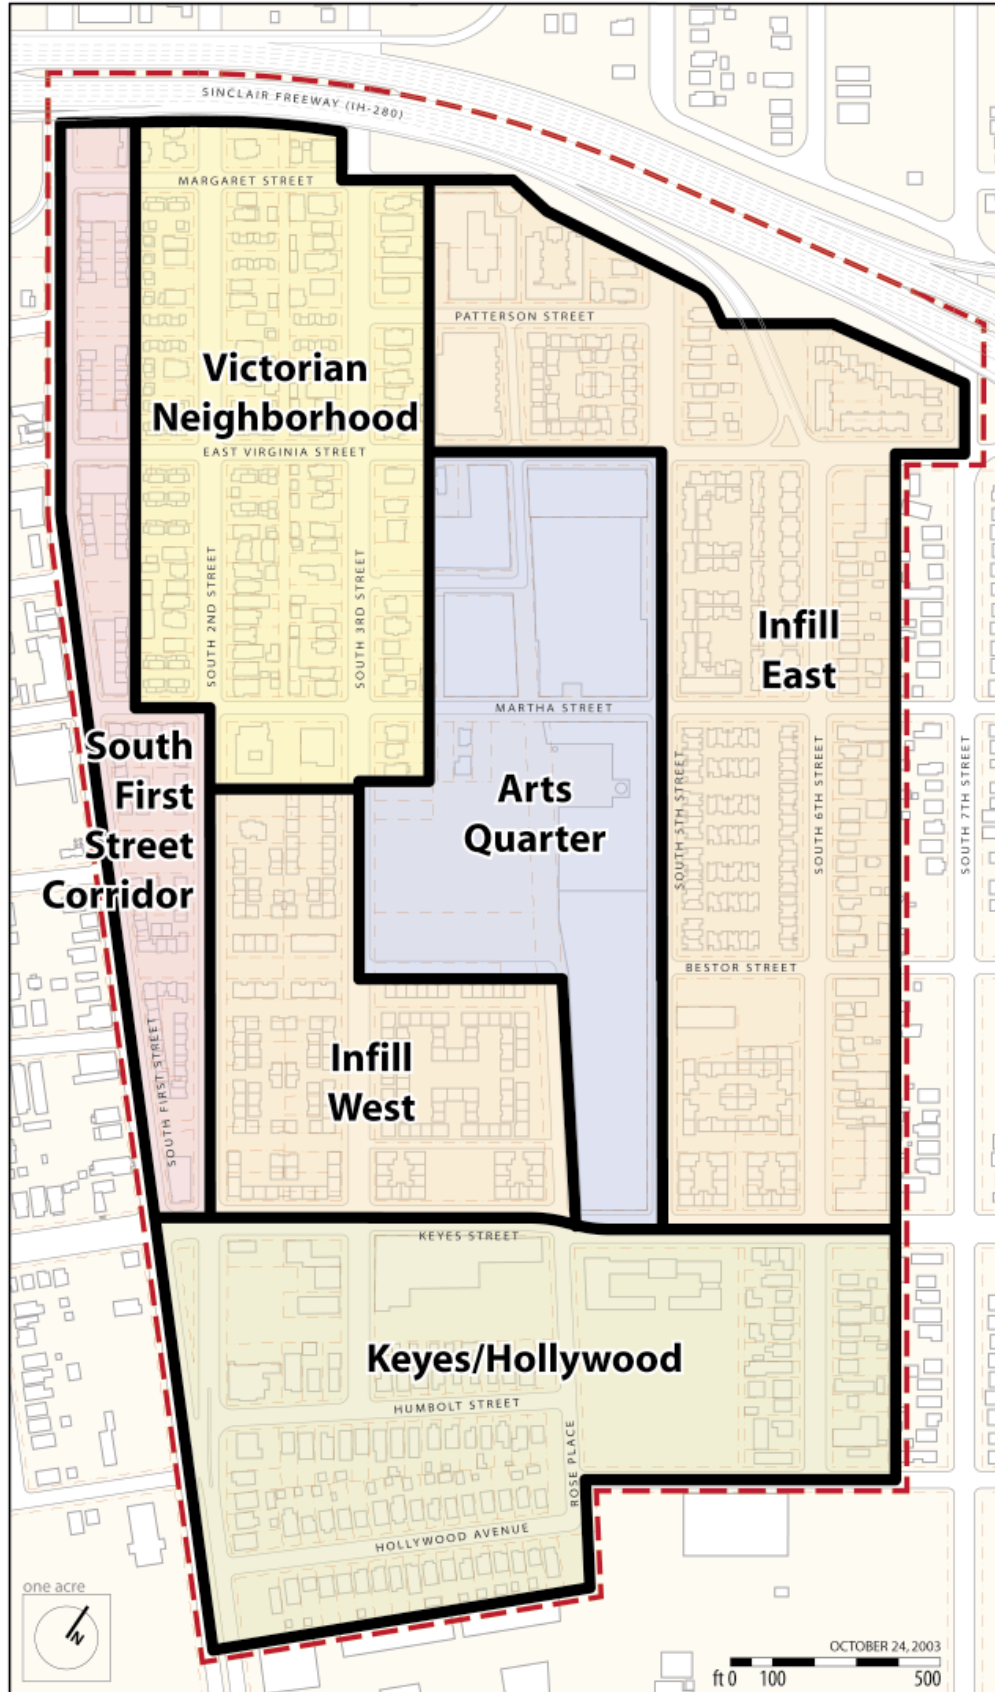 SINCLAIR FREEWAY (IH-280)
MARGARET STREET
PATTERSON STREET
Victorian
Neighborhood
EAST VIRGINIA STREET
SOUTH 2ND STREET
SOUTH 3RD STREET
Infill
East
MARTHA STREET
South
First
Street
Corridor
Arts
Quarter
SOUTH 5TH STREET
SOUTH 6TH STREET
SOUTH 7TH STREET
BESTOR STREET
Infill
West
SOUTH FIRST STREET
KEYES STREET
Keyes/Hollywood
HUMBOLT STREET
ROSE PLACE
HOLLYWOOD AVENUE
one acre
N
OCTOBER 24, 2003
ft 0 100 500